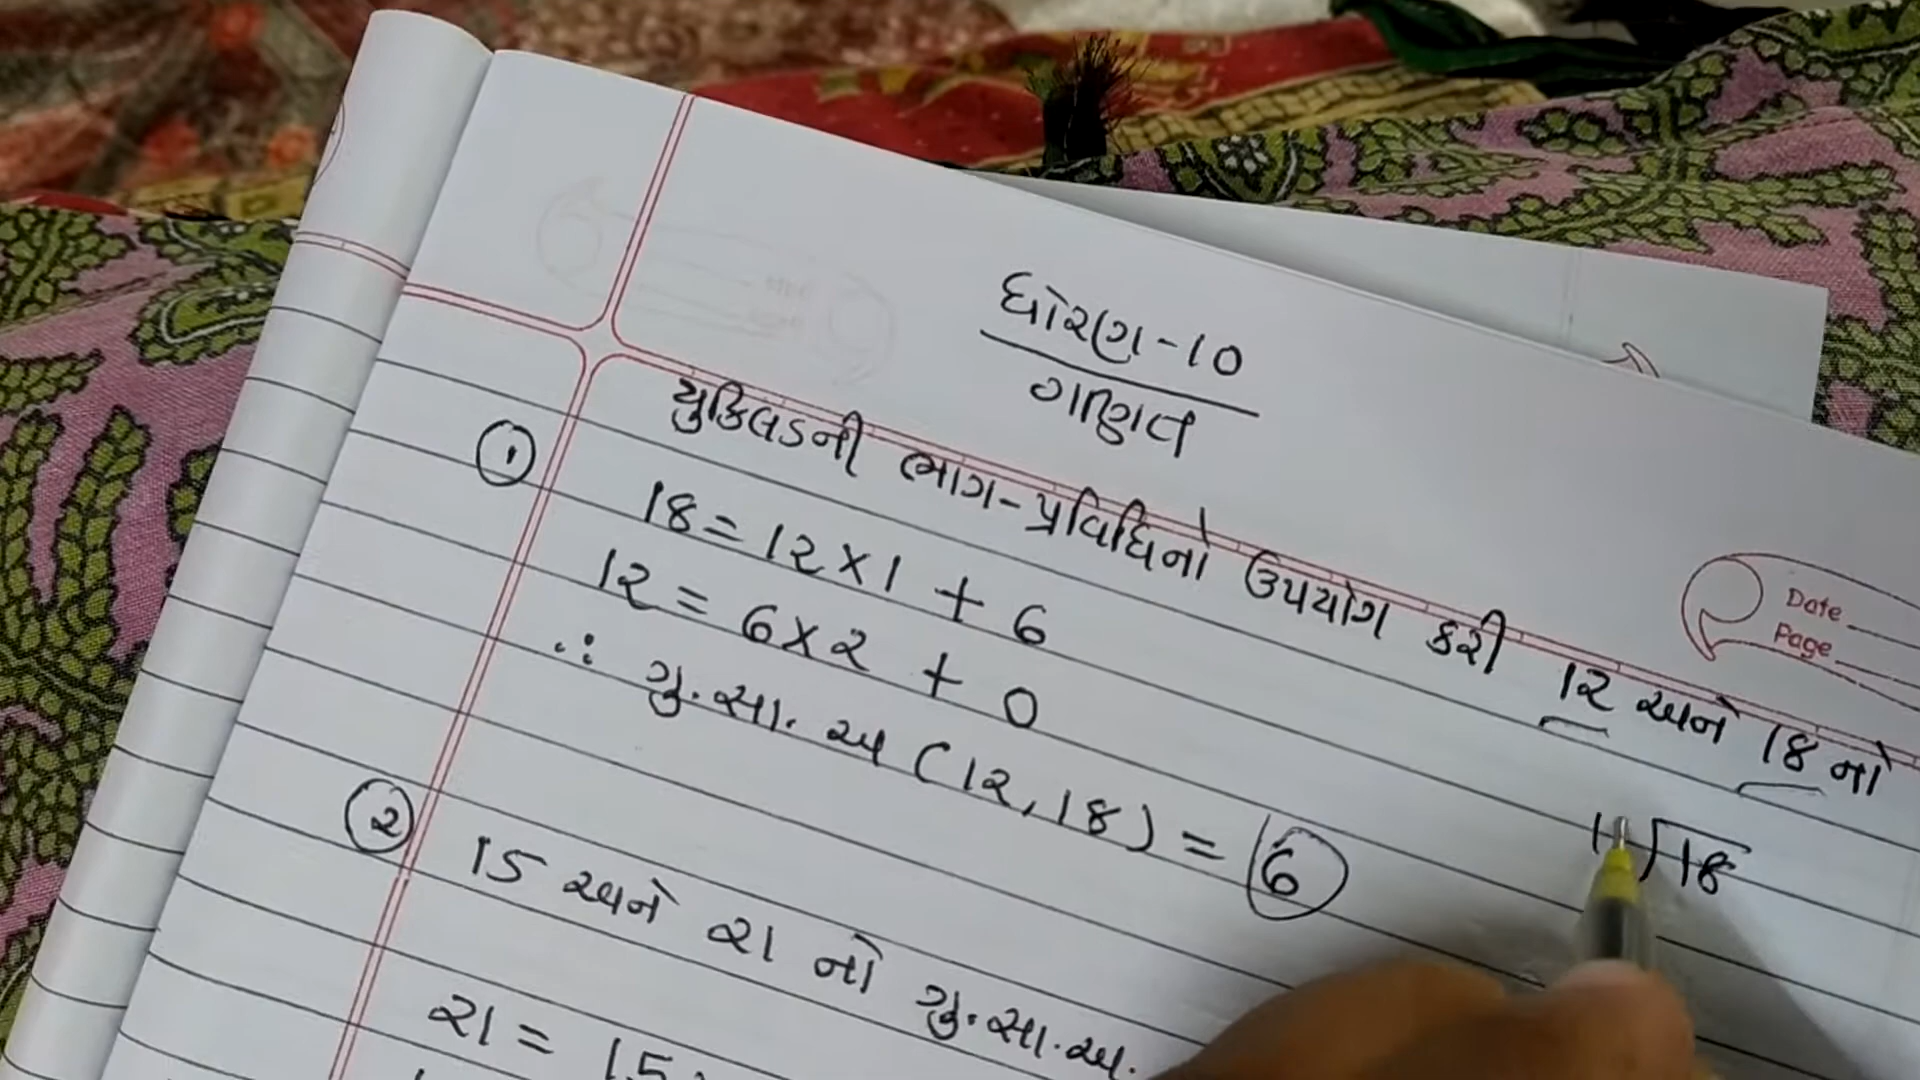 ધોરણ-10
ગણિત
Date
Page
① યુક્લિડની ભાગ-પ્રવિધિનો ઉપયોગ કરી 12 અને 18 નો
18 = 12 × 1 + 6
12 = 6 × 2 + 0
∴ ગુ.સા.અ (12, 18) = 6
1 ) 18
② 15 અને 21 નો ગુ.સા.અ.
21 = 15